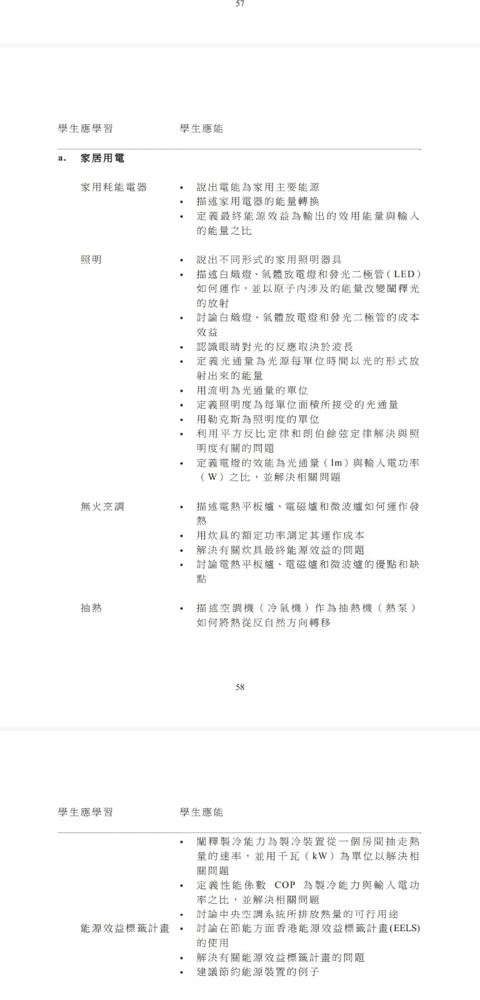 57
學生應學習 學生應能
a. 家居用電
家用耗能電器 • 說出電能為家用主要能源
• 描述家用電器的能量轉換
• 定義最終能源效益為輸出的效用能量與輸入
的能量之比
照明 • 說出不同形式的家用照明器具
• 描述白熾燈、氣體放電燈和發光二極管（LED）
如何運作，並以原子內涉及的能量改變闡釋光
的放射
• 討論白熾燈、氣體放電燈和發光二極管的成本
效益
• 認識眼睛對光的反應取決於波長
• 定義光通量為光源每單位時間以光的形式放
射出來的能量
• 用流明為光通量的單位
• 定義照明度為每單位面積所接受的光通量
• 用勒克斯為照明度的單位
• 利用平方反比定律和朗伯餘弦定律解決與照
明度有關的問題
• 定義電燈的效能為光通量（lm）與輸入電功率
（W）之比，並解決相關問題
無火烹調 • 描述電熱平板爐、電磁爐和微波爐如何運作發
熱
• 用炊具的額定功率測定其運作成本
• 解決有關炊具最終能源效益的問題
• 討論電熱平板爐、電磁爐和微波爐的優點和缺
點
抽熱 • 描述空調機（冷氣機）作為抽熱機（熱泵）
如何將熱從反自然方向轉移
58
學生應學習 學生應能
• 闡釋製冷能力為製冷裝置從一個房間抽走熱
量的速率，並用千瓦（kW）為單位以解決相
關問題
• 定義性能係數 COP 為製冷能力與輸入電功
率之比，並解決相關問題
• 討論中央空調系統所排放熱量的可行用途
能源效益標籤計畫 • 討論在節能方面香港能源效益標籤計畫(EELS)
的使用
• 解決有關能源效益標籤計畫的問題
• 建議節約能源裝置的例子